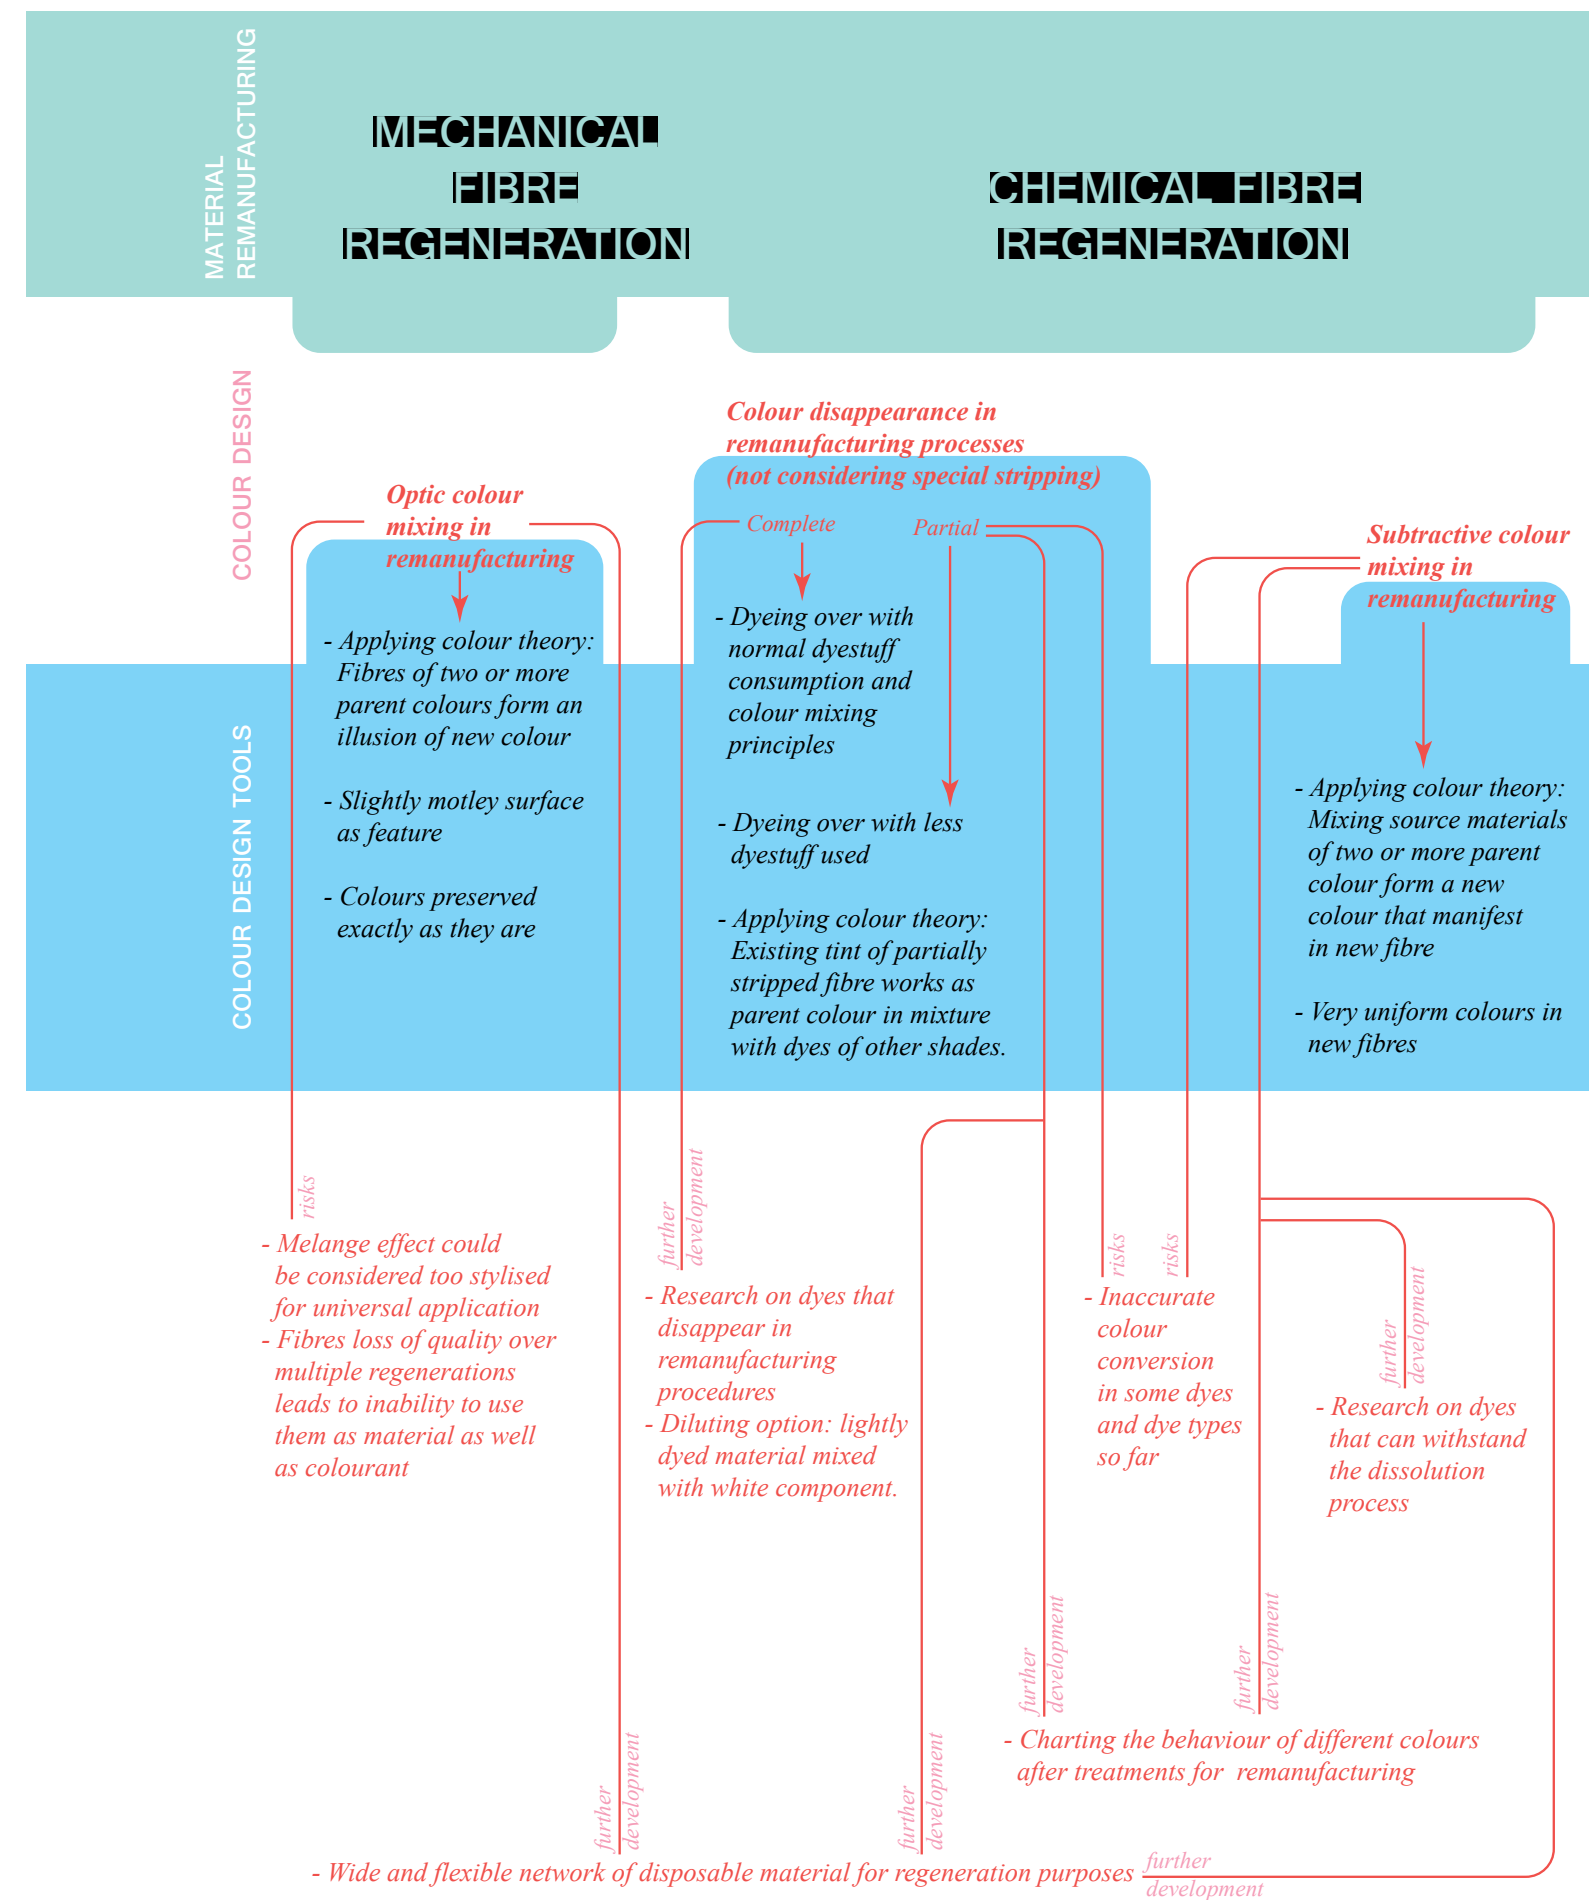 MATERIAL
REMANUFACTURING
MECHANICAL
FIBRE
REGENERATION
CHEMICAL FIBRE
REGENERATION
COLOUR DESIGN
Optic colour
mixing in
remanufacturing
Colour disappearance in
remanufacturing processes
(not considering special stripping)
Complete
Partial
Subtractive colour
mixing in
remanufacturing
COLOUR DESIGN TOOLS
- Applying colour theory:
Fibres of two or more
parent colours form an
illusion of new colour
- Slightly motley surface
as feature
- Colours preserved
exactly as they are
- Dyeing over with
normal dyestuff
consumption and
colour mixing
principles
- Dyeing over with less
dyestuff used
- Applying colour theory:
Existing tint of partially
stripped fibre works as
parent colour in mixture
with dyes of other shades.
- Applying colour theory:
Mixing source materials
of two or more parent
colour form a new
colour that manifest
in new fibre
- Very uniform colours in
new fibres
risks
- Melange effect could
be considered too stylised
for universal application
- Fibres loss of quality over
multiple regenerations
leads to inability to use
them as material as well
as colourant
further
development
- Research on dyes that
disappear in
remanufacturing
procedures
- Diluting option: lightly
dyed material mixed
with white component.
risks
risks
- Inaccurate
colour
conversion
in some dyes
and dye types
so far
further
development
- Research on dyes
that can withstand
the dissolution
process
further
development
further
development
- Charting the behaviour of different colours
after treatments for remanufacturing
further
development
further
development
- Wide and flexible network of disposable material for regeneration purposes
further
development